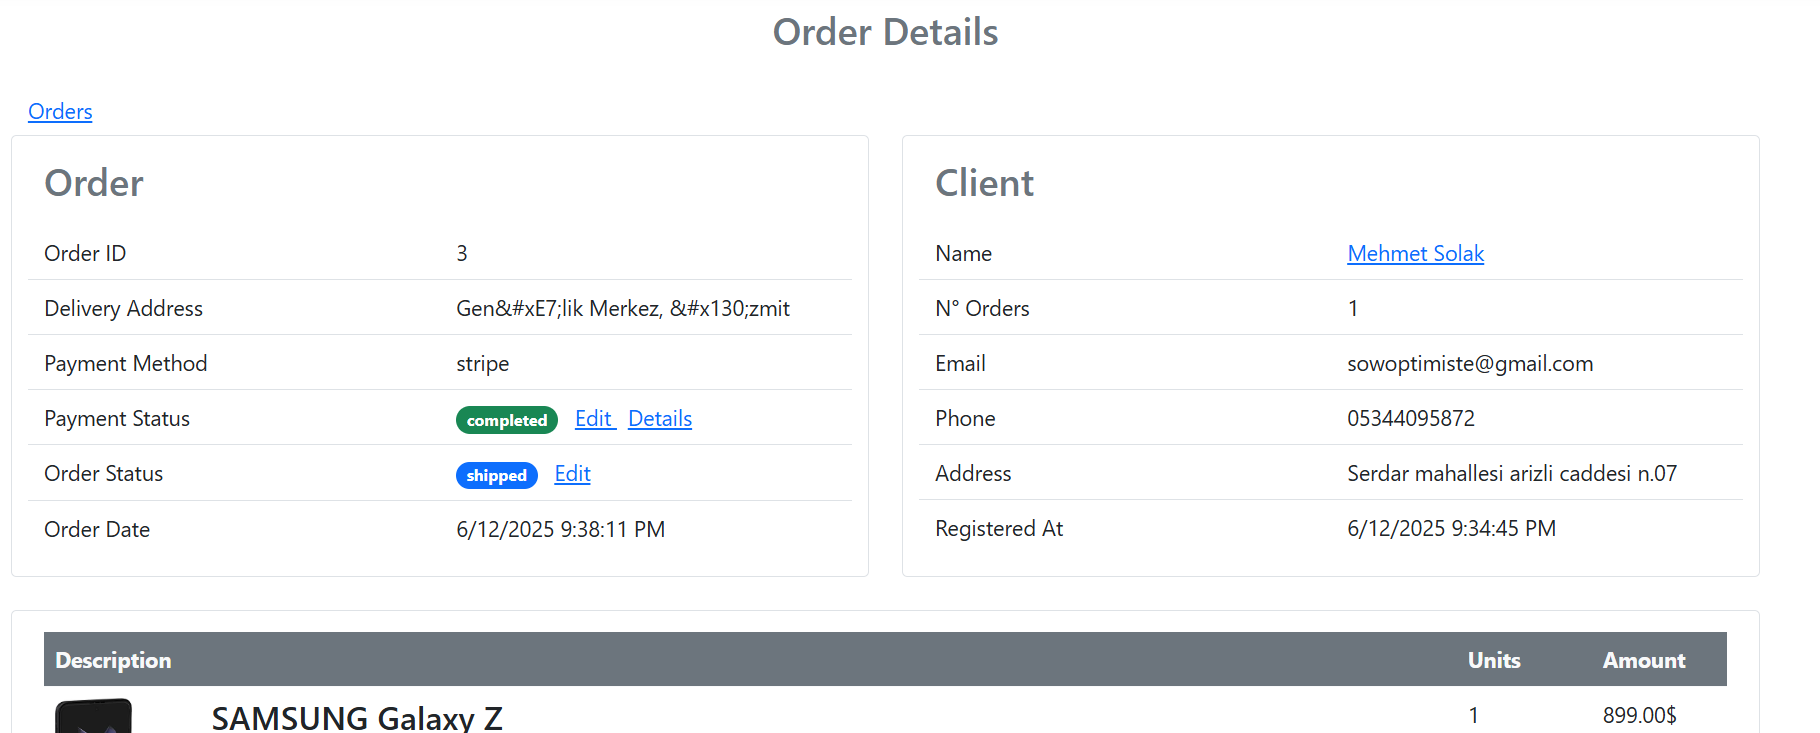 Order Details
Orders
Order
Order ID 3
Delivery Address Gen&#xE7;lik Merkez, &#x130;zmit
Payment Method stripe
Payment Status completed Edit Details
Order Status shipped Edit
Order Date 6/12/2025 9:38:11 PM
Client
Name Mehmet Solak
N° Orders 1
Email sowoptimiste@gmail.com
Phone 05344095872
Address Serdar mahallesi arizli caddesi n.07
Registered At 6/12/2025 9:34:45 PM
Description Units Amount
SAMSUNG Galaxy Z 1 899.00$